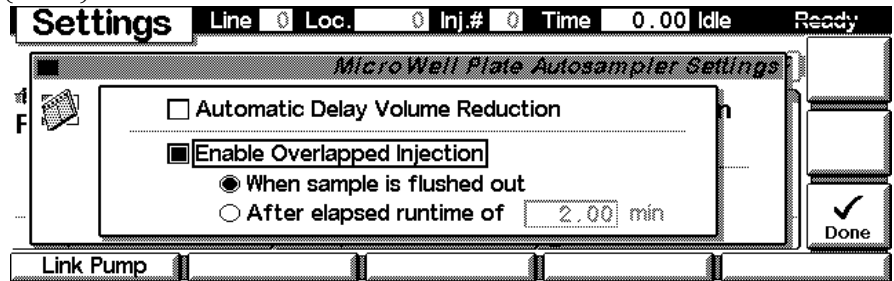 Settings Line 0 Loc. 0 Inj.# 0 Time 0.00 Idle Ready
MicroWell Plate Autosampler Settings
F
n
Automatic Delay Volume Reduction
Enable Overlapped Injection
When sample is flushed out
After elapsed runtime of 2.00 min
Done
Link Pump